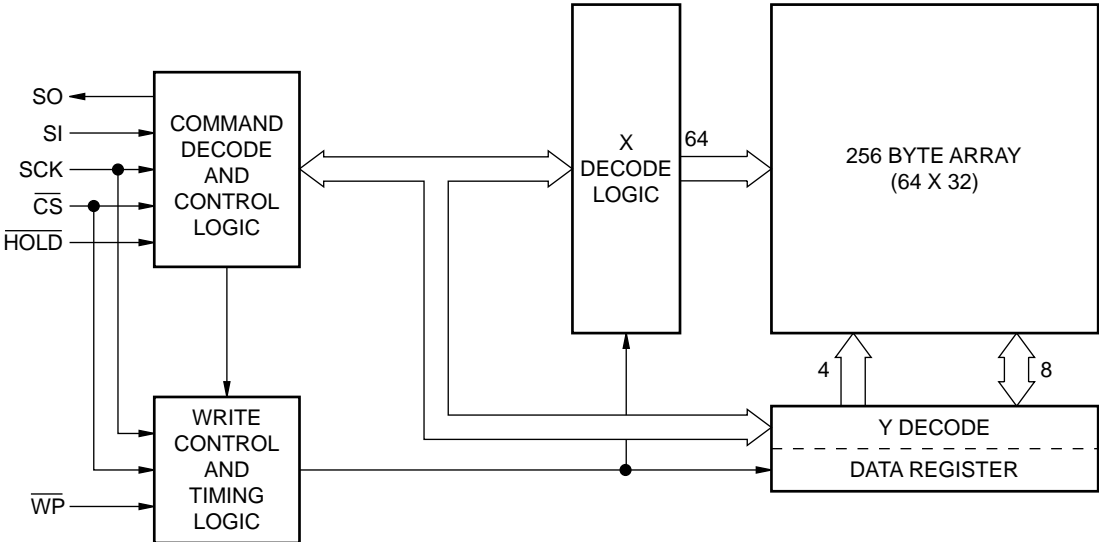 SO
SI
SCK
CS
HOLD
WP
COMMAND
DECODE
AND
CONTROL
LOGIC
WRITE
CONTROL
AND
TIMING
LOGIC
X
DECODE
LOGIC
64
256 BYTE ARRAY
(64 X 32)
4
8
Y DECODE
DATA REGISTER